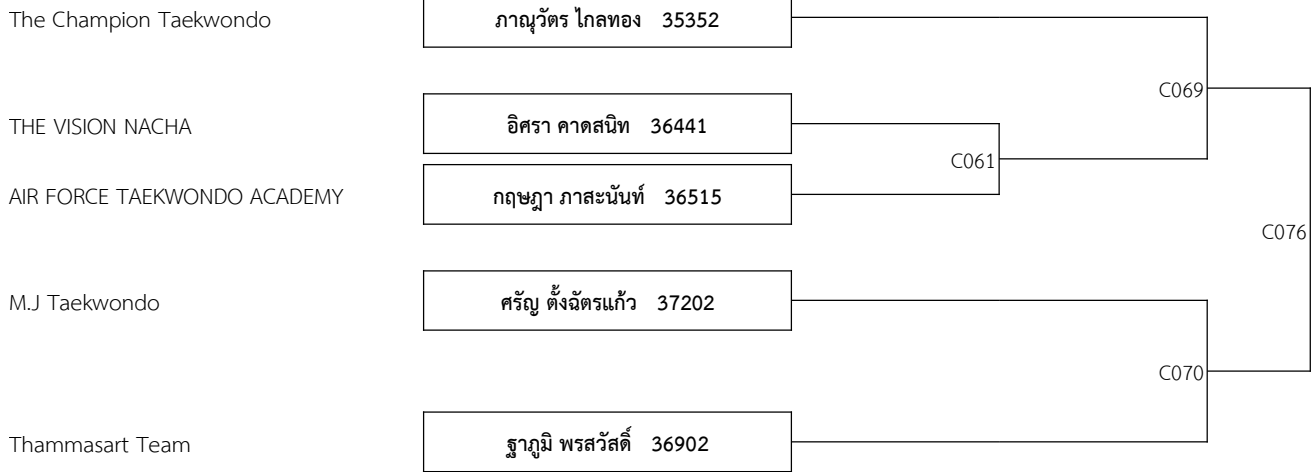 The Champion Taekwondo ภาณุวัตร ไกลทอง 35352
C069
THE VISION NACHA อิศรา คาดสนิท 36441
C061
AIR FORCE TAEKWONDO ACADEMY กฤษฎา ภาสะนันท์ 36515
C076
M.J Taekwondo ศรัญ ตั้งฉัตรแก้ว 37202
C070
Thammasart Team ฐาภูมิ พรสวัสดิ์ 36902